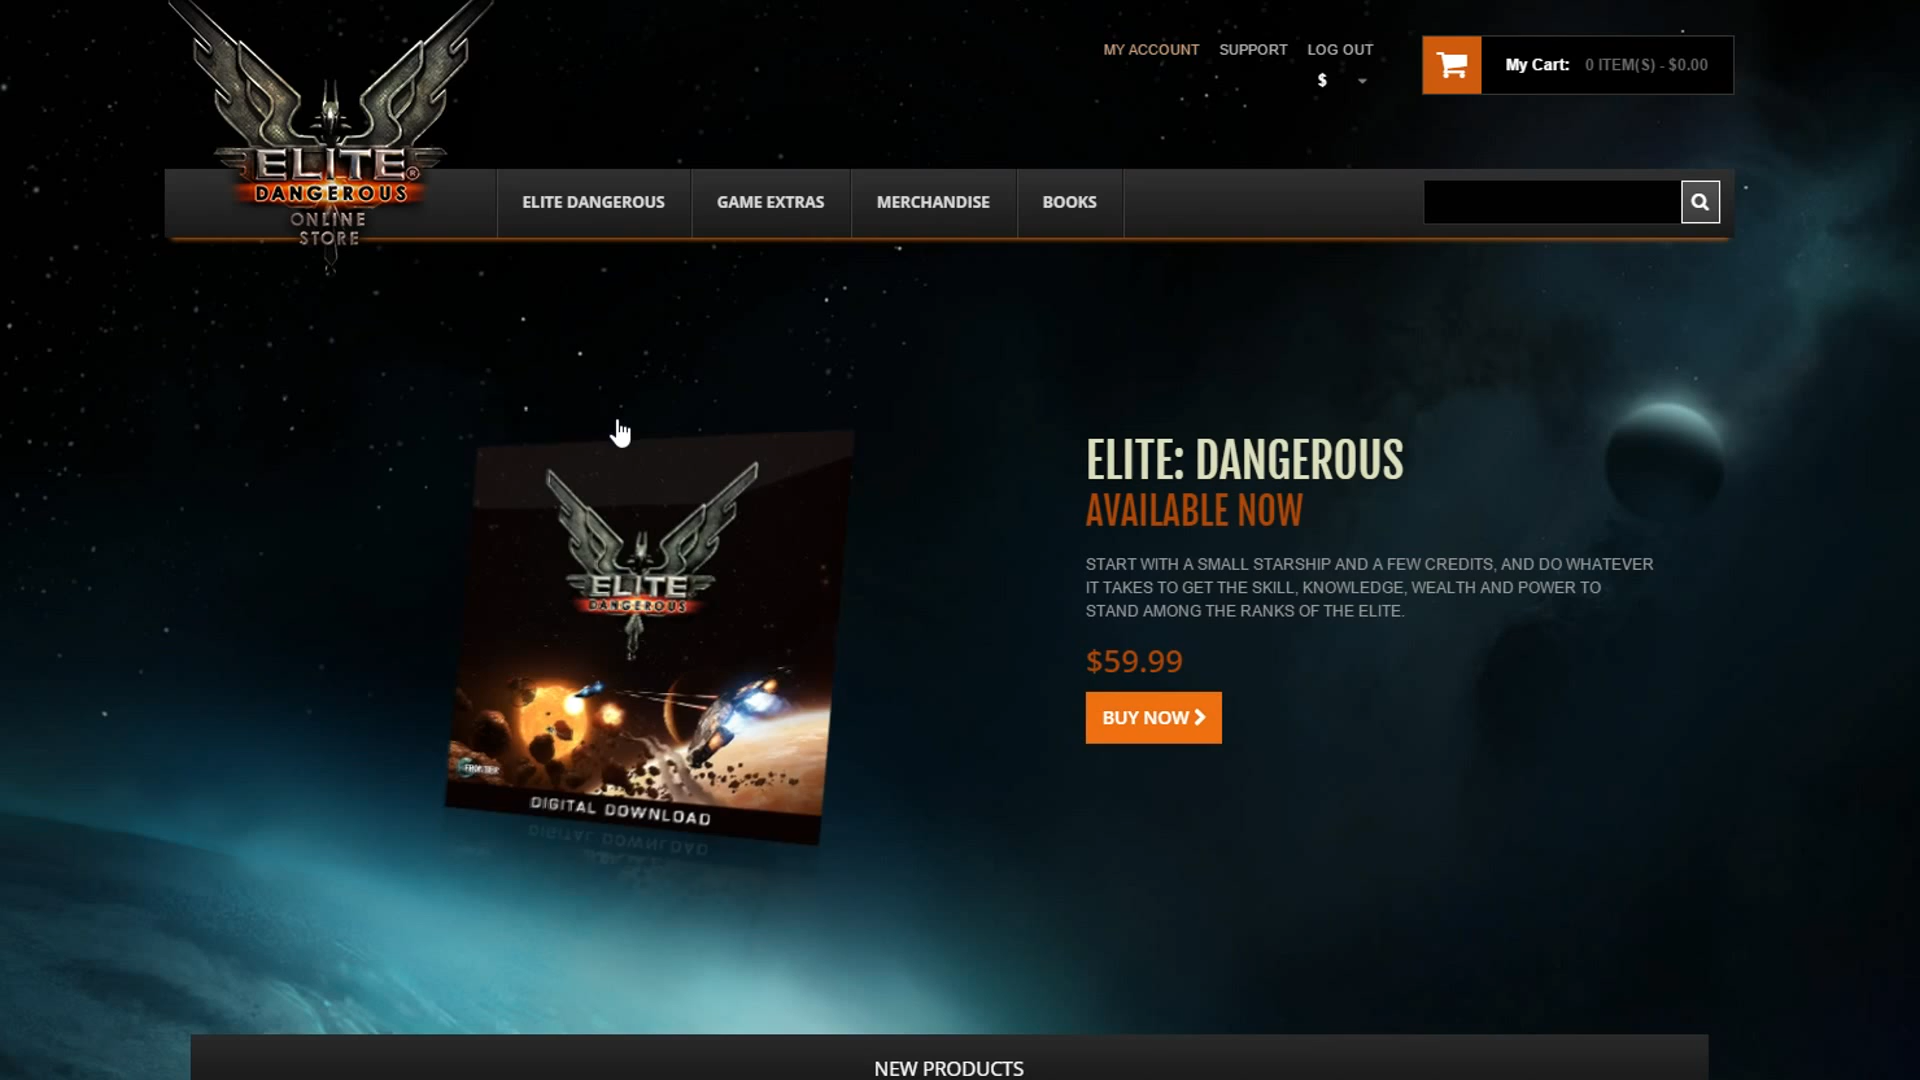 MY ACCOUNT SUPPORT LOG OUT
$
My Cart: 0 ITEM(S) - $0.00
ELITE®
DANGEROUS
ONLINE
STORE
ELITE DANGEROUS GAME EXTRAS MERCHANDISE BOOKS
ELITE
DANGEROUS
FRONTIER
DIGITAL DOWNLOAD
ELITE: DANGEROUS
AVAILABLE NOW
START WITH A SMALL STARSHIP AND A FEW CREDITS, AND DO WHATEVER
IT TAKES TO GET THE SKILL, KNOWLEDGE, WEALTH AND POWER TO
STAND AMONG THE RANKS OF THE ELITE.
$59.99
BUY NOW
NEW PRODUCTS